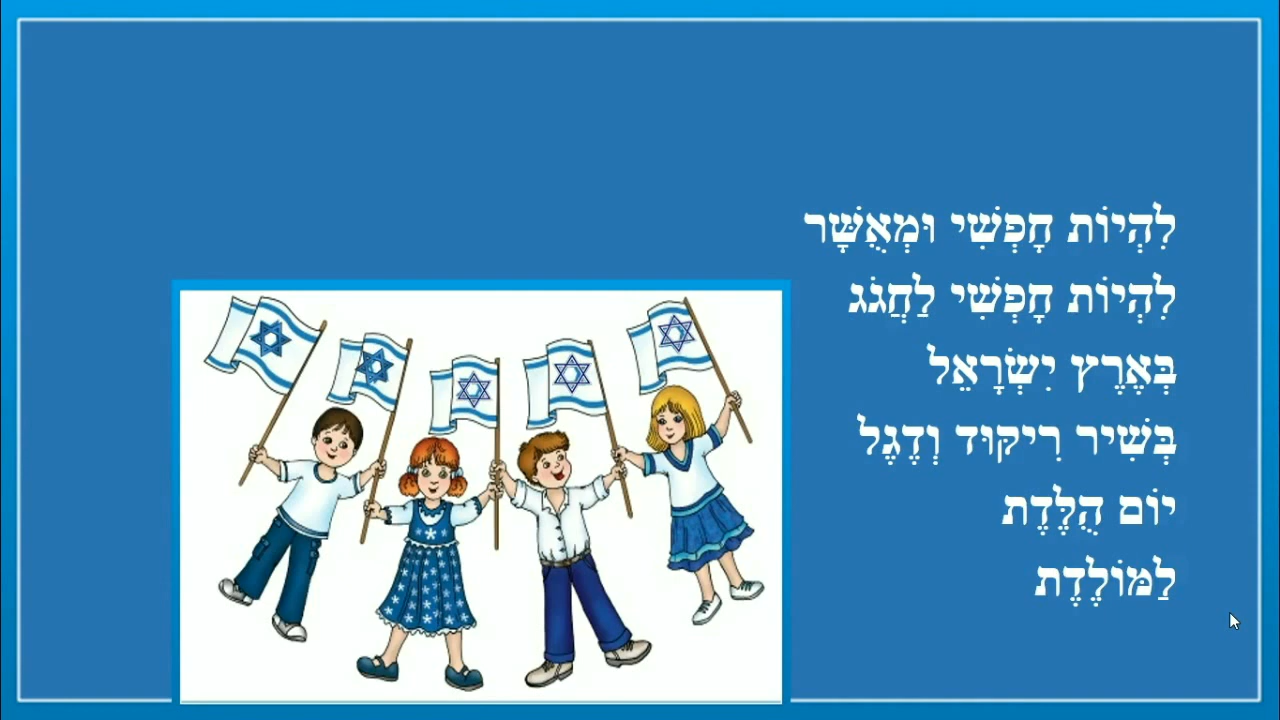 לִהְיוֹת חָפְשִׁי וּמְאֻשָּׁר
לִהְיוֹת חָפְשִׁי לַחֲגֹג
בְּאֶרֶץ יִשְׂרָאֵל
בְּשִׁיר רִיקּוּד וְדֶגֶל
יוֹם הֻלֶּדֶת
לַמּוֹלֶדֶת